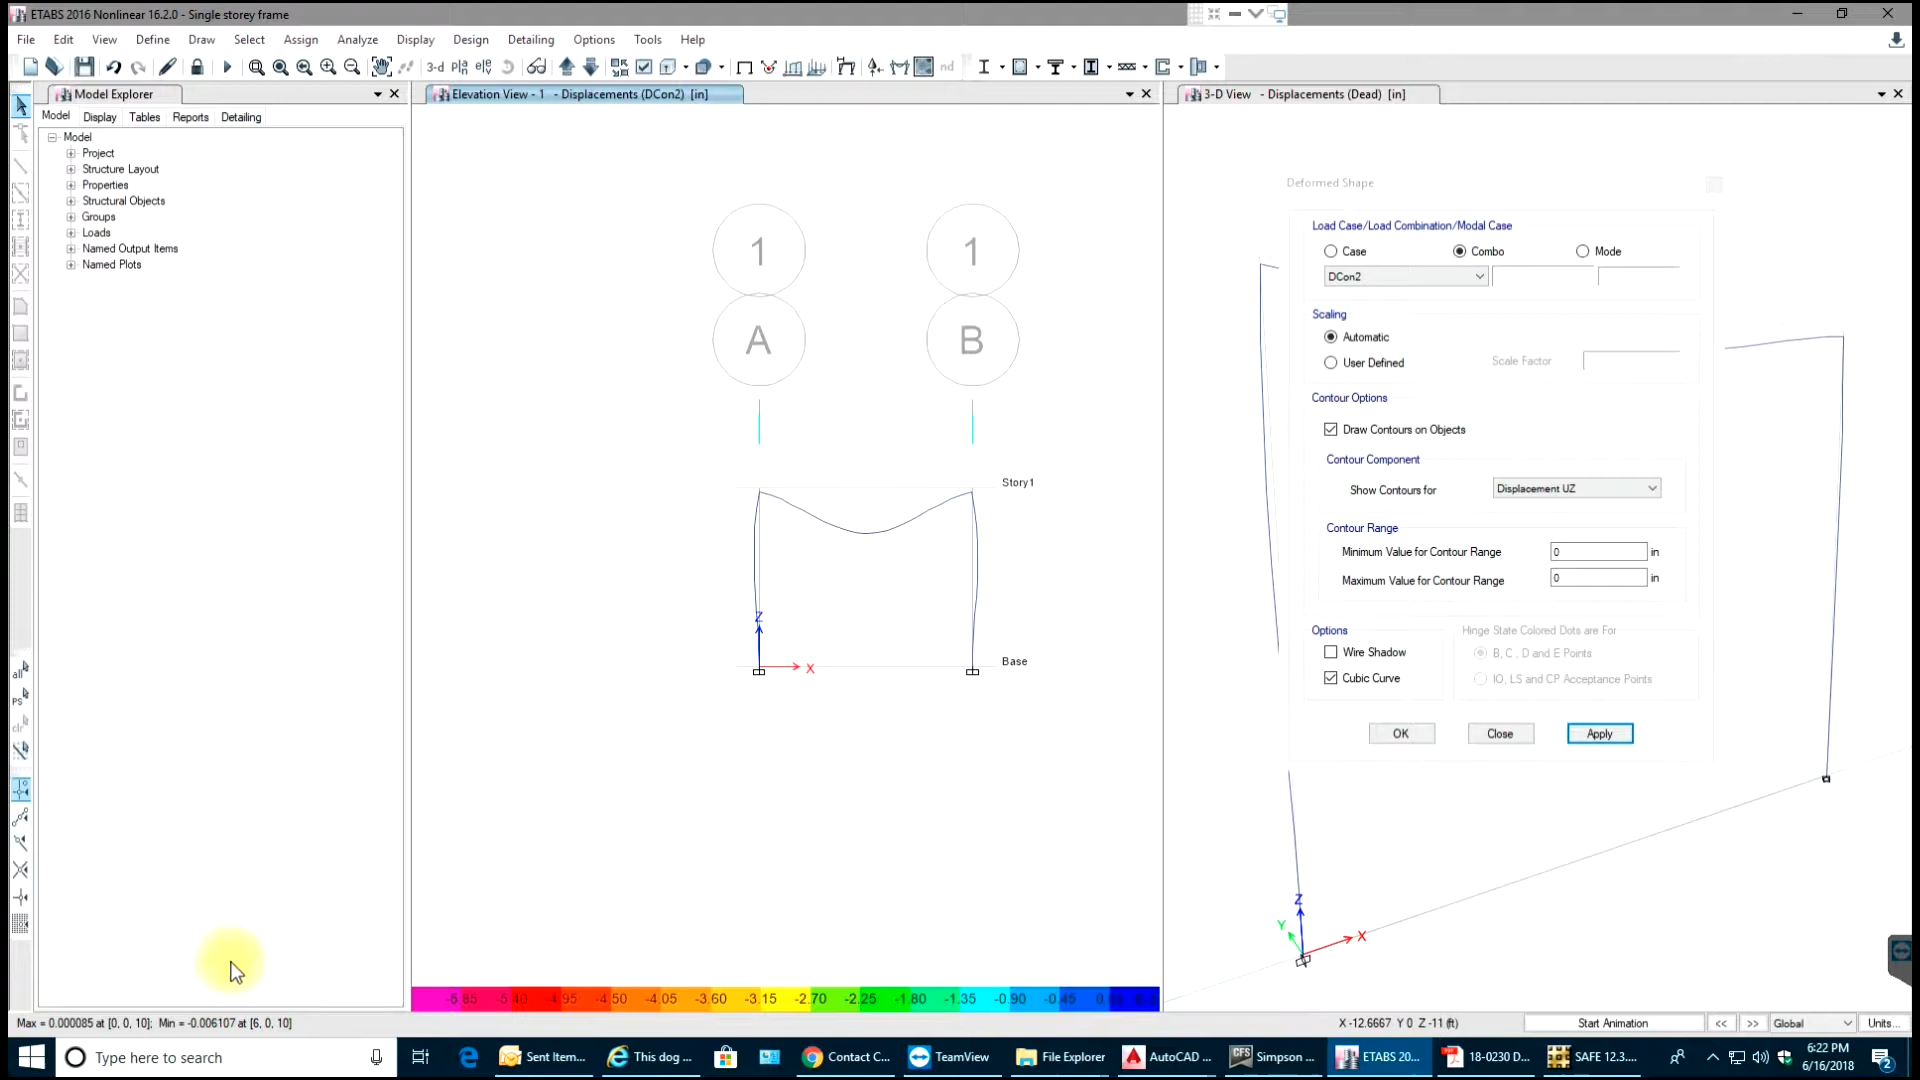 ETABS 2016 Nonlinear 16.2.0 - Single storey frame
File Edit View Define Draw Select Assign Analyze Display Design Detailing Options Tools Help
3-d nd
Model Explorer
Elevation View - 1 - Displacements (DCon2) [in]
3-D View - Displacements (Dead) [in]
Model Display Tables Reports Detailing
Model
Project
Structure Layout
Properties
Structural Objects
Groups
Loads
Named Output Items
Named Plots
all
PS
clr
1 1
A B
Story1
Z
X
Base
Deformed Shape
Load Case/Load Combination/Modal Case
Case Combo Mode
DCon2
Scaling
Automatic
User Defined Scale Factor
Contour Options
Draw Contours on Objects
Contour Component
Show Contours for Displacement UZ
Contour Range
Minimum Value for Contour Range 0 in
Maximum Value for Contour Range 0 in
Options Hinge State Colored Dots are For
Wire Shadow B, C, D and E Points
Cubic Curve IO, LS and CP Acceptance Points
OK Close Apply
Z
Y
X
-5.85 -5.40 -4.95 -4.50 -4.05 -3.60 -3.15 -2.70 -2.25 -1.80 -1.35 -0.90 -0.45
Max = 0.000085 at [0, 0, 10]; Min = -0.006107 at [6, 0, 10]
X -12.6667 Y 0 Z -11 (ft) Start Animation << >> Global Units...
Type here to search
Sent Item... This dog ... Contact C... TeamView File Explorer AutoCAD ... CFS Simpson ... ETABS 20... 18-0230 D... SAFE 12.3....
6:22 PM
6/16/2018
2